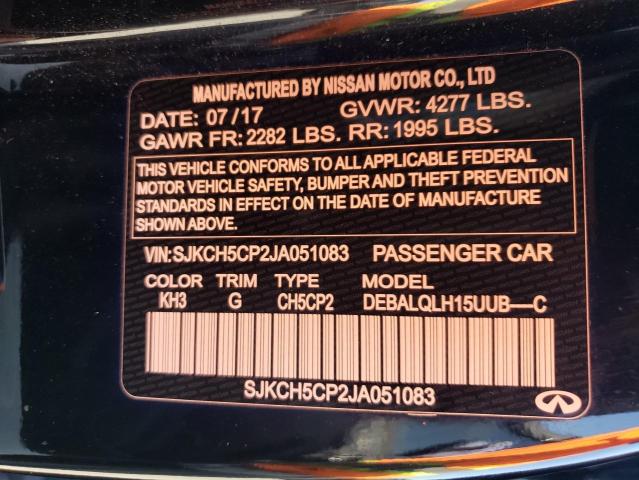 MANUFACTURED BY NISSAN MOTOR CO., LTD
DATE: 07/17 GVWR: 4277 LBS.
GAWR FR: 2282 LBS. RR: 1995 LBS.
THIS VEHICLE CONFORMS TO ALL APPLICABLE FEDERAL
MOTOR VEHICLE SAFETY, BUMPER AND THEFT PREVENTION
STANDARDS IN EFFECT ON THE DATE OF MANUFACTURE
SHOWN ABOVE.
VIN:SJKCH5CP2JA051083 PASSENGER CAR
COLOR TRIM TYPE
KH3 G CH5CP2 DEBALQLH15UUB—C
SJKCH5CP2JA051083